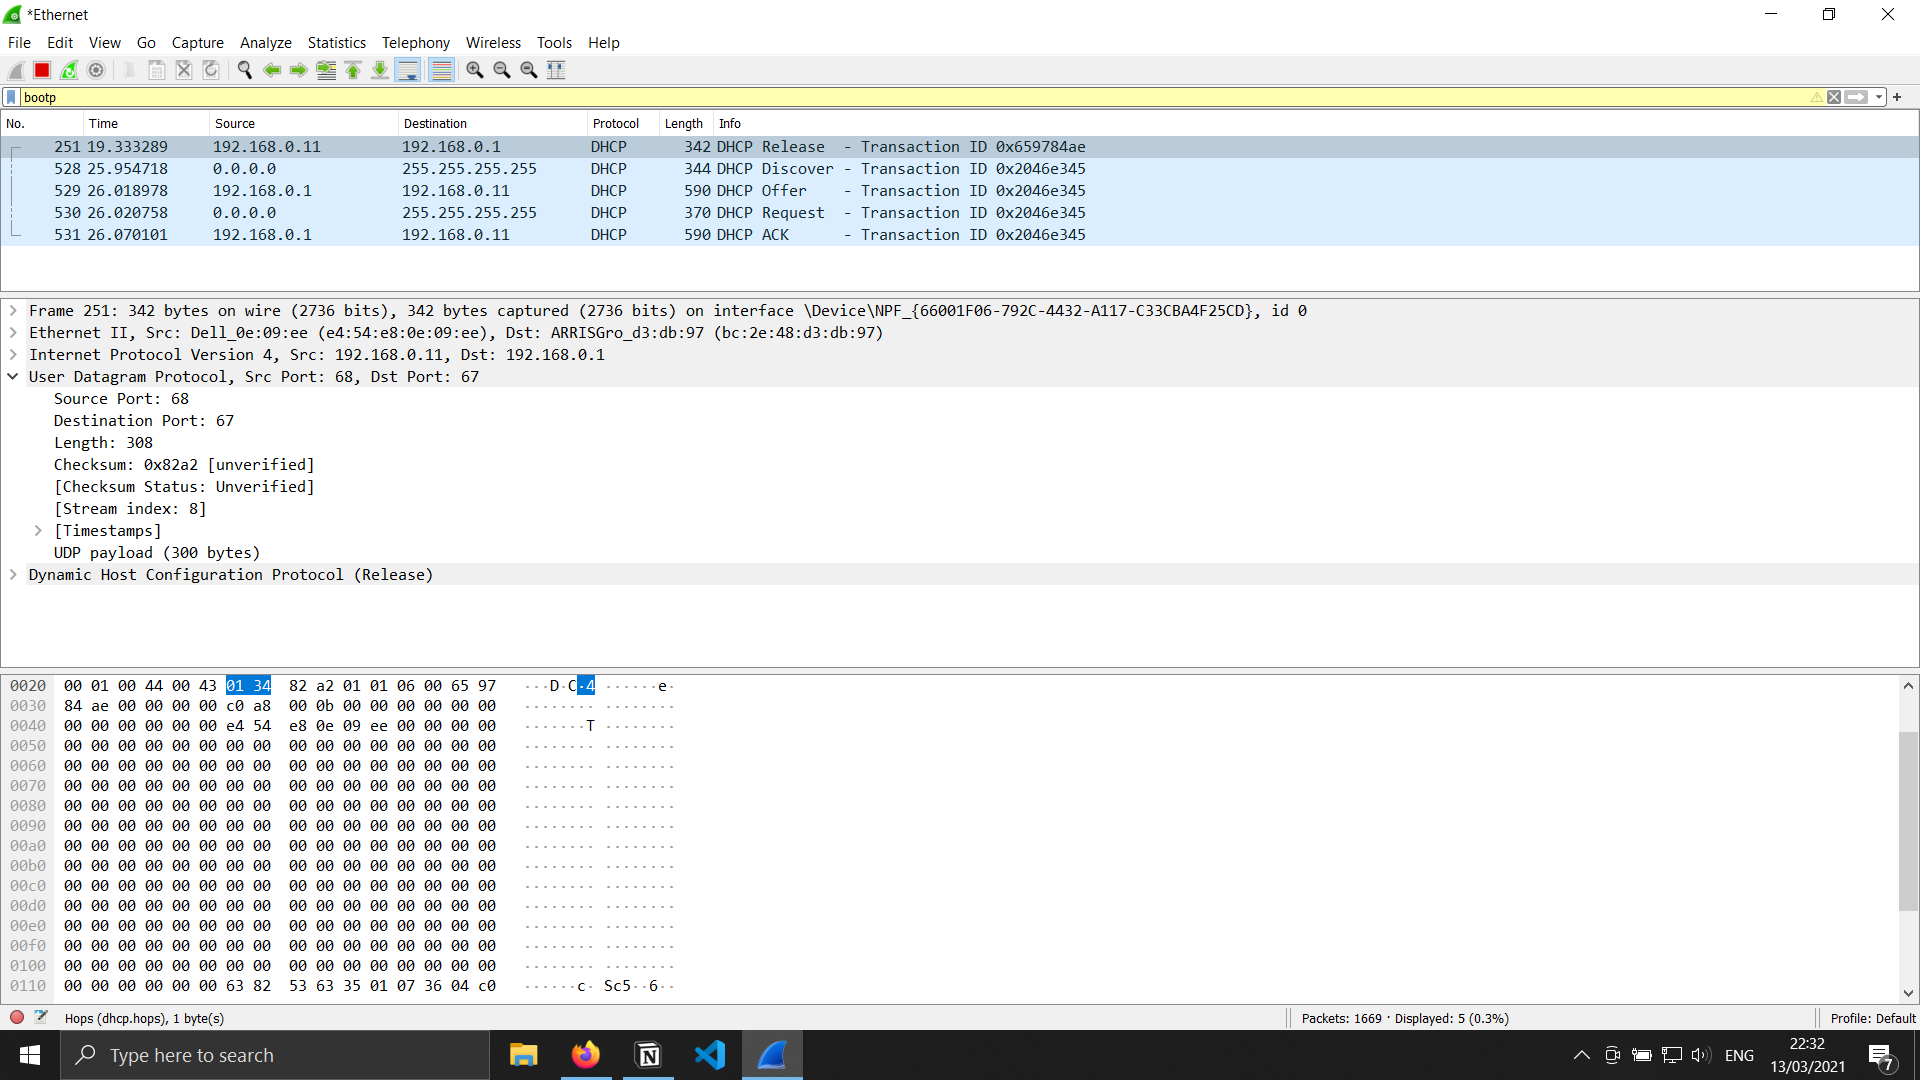 *Ethernet
File Edit View Go Capture Analyze Statistics Telephony Wireless Tools Help
bootp
No. Time Source Destination Protocol Length Info
251 19.333289 192.168.0.11 192.168.0.1 DHCP 342 DHCP Release - Transaction ID 0x659784ae
528 25.954718 0.0.0.0 255.255.255.255 DHCP 344 DHCP Discover - Transaction ID 0x2046e345
529 26.018978 192.168.0.1 192.168.0.11 DHCP 590 DHCP Offer - Transaction ID 0x2046e345
530 26.020758 0.0.0.0 255.255.255.255 DHCP 370 DHCP Request - Transaction ID 0x2046e345
531 26.070101 192.168.0.1 192.168.0.11 DHCP 590 DHCP ACK - Transaction ID 0x2046e345
Frame 251: 342 bytes on wire (2736 bits), 342 bytes captured (2736 bits) on interface \Device\NPF_{66001F06-792C-4432-A117-C33CBA4F25CD}, id 0
Ethernet II, Src: Dell_0e:09:ee (e4:54:e8:0e:09:ee), Dst: ARRISGro_d3:db:97 (bc:2e:48:d3:db:97)
Internet Protocol Version 4, Src: 192.168.0.11, Dst: 192.168.0.1
User Datagram Protocol, Src Port: 68, Dst Port: 67
Source Port: 68
Destination Port: 67
Length: 308
Checksum: 0x82a2 [unverified]
[Checksum Status: Unverified]
[Stream index: 8]
[Timestamps]
UDP payload (300 bytes)
Dynamic Host Configuration Protocol (Release)
0020 00 01 00 44 00 43 01 34 82 a2 01 01 06 00 65 97 ···D·C·4 ······e·
0030 84 ae 00 00 00 00 c0 a8 00 0b 00 00 00 00 00 00 ········ ········
0040 00 00 00 00 00 00 e4 54 e8 0e 09 ee 00 00 00 00 ·······T ········
0050 00 00 00 00 00 00 00 00 00 00 00 00 00 00 00 00 ········ ········
0060 00 00 00 00 00 00 00 00 00 00 00 00 00 00 00 00 ········ ········
0070 00 00 00 00 00 00 00 00 00 00 00 00 00 00 00 00 ········ ········
0080 00 00 00 00 00 00 00 00 00 00 00 00 00 00 00 00 ········ ········
0090 00 00 00 00 00 00 00 00 00 00 00 00 00 00 00 00 ········ ········
00a0 00 00 00 00 00 00 00 00 00 00 00 00 00 00 00 00 ········ ········
00b0 00 00 00 00 00 00 00 00 00 00 00 00 00 00 00 00 ········ ········
00c0 00 00 00 00 00 00 00 00 00 00 00 00 00 00 00 00 ········ ········
00d0 00 00 00 00 00 00 00 00 00 00 00 00 00 00 00 00 ········ ········
00e0 00 00 00 00 00 00 00 00 00 00 00 00 00 00 00 00 ········ ········
00f0 00 00 00 00 00 00 00 00 00 00 00 00 00 00 00 00 ········ ········
0100 00 00 00 00 00 00 00 00 00 00 00 00 00 00 00 00 ········ ········
0110 00 00 00 00 00 00 63 82 53 63 35 01 07 36 04 c0 ······c· Sc5··6··
Hops (dhcp.hops), 1 byte(s) Packets: 1669 · Displayed: 5 (0.3%) Profile: Default
Type here to search ENG 22:32
13/03/2021 7